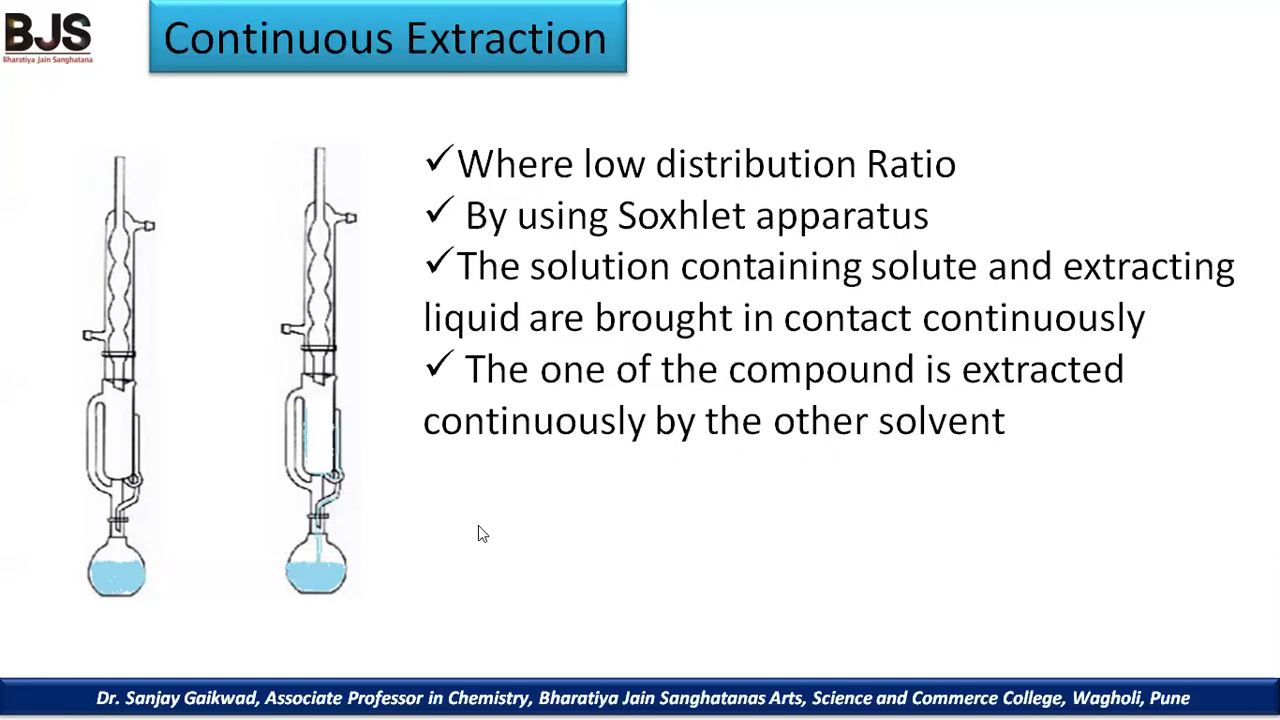 BJS
Bharatiya Jain Sanghatana
Continuous Extraction
✓Where low distribution Ratio
✓ By using Soxhlet apparatus
✓The solution containing solute and extracting
liquid are brought in contact continuously
✓ The one of the compound is extracted
continuously by the other solvent
Dr. Sanjay Gaikwad, Associate Professor in Chemistry, Bharatiya Jain Sanghatanas Arts, Science and Commerce College, Wagholi, Pune